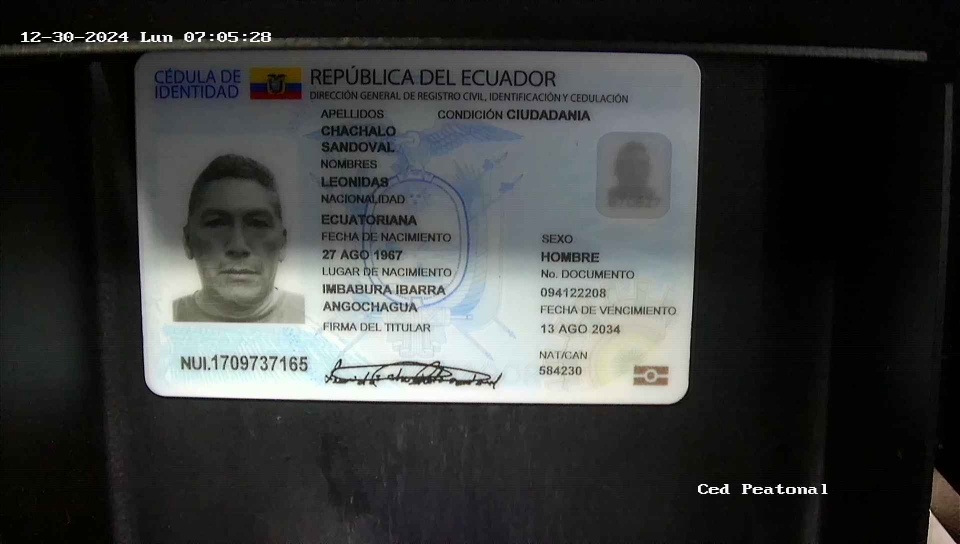 12-30-2024 Lun 07:05:28
CÉDULA DE
IDENTIDAD
REPÚBLICA DEL ECUADOR
DIRECCIÓN GENERAL DE REGISTRO CIVIL, IDENTIFICACIÓN Y CEDULACIÓN
APELLIDOS
CONDICIÓN CIUDADANIA
CHACHALO
SANDOVAL
NOMBRES
LEONIDAS
NACIONALIDAD
ECUATORIANA
FECHA DE NACIMIENTO
27 AGO 1967
LUGAR DE NACIMIENTO
IMBABURA IBARRA
ANGOCHAGUA
FIRMA DEL TITULAR
SEXO
HOMBRE
No. DOCUMENTO
094122208
FECHA DE VENCIMIENTO
13 AGO 2034
NAT/CAN
584230
NUI.1709737165
Ced Peatonal